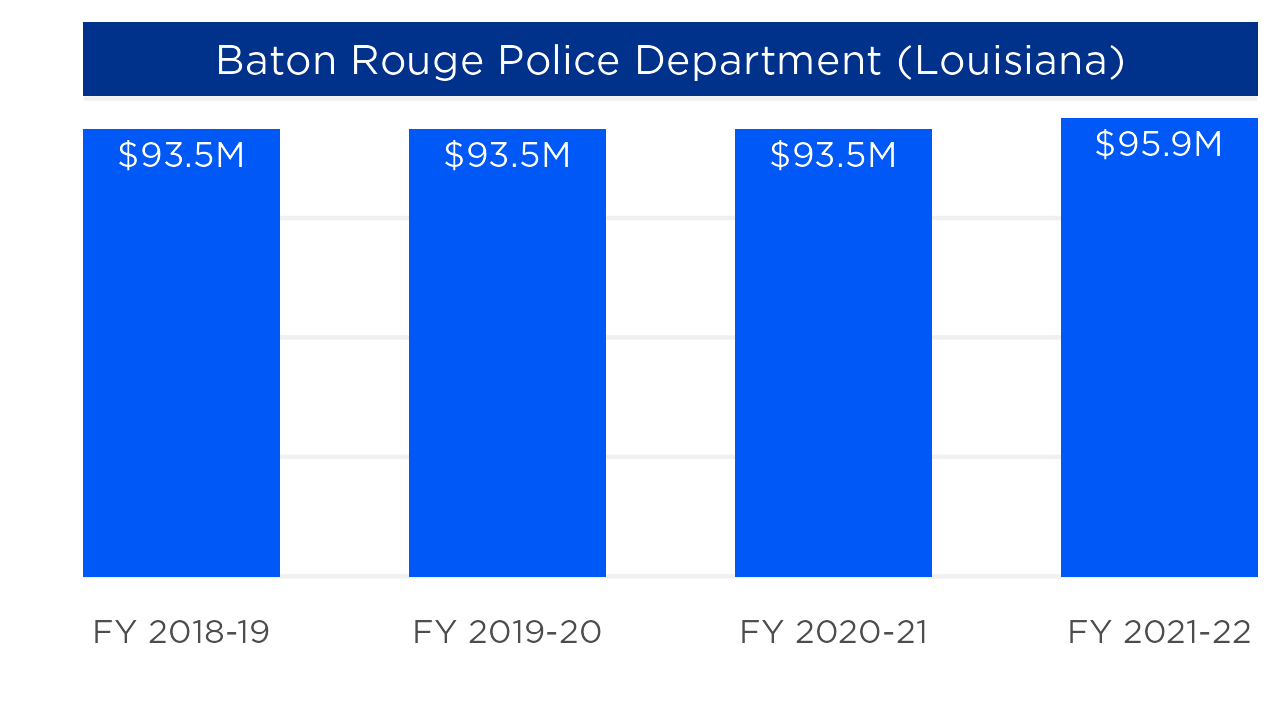 Baton Rouge Police Department (Louisiana)
$93.5M $93.5M $93.5M $95.9M
FY 2018-19 FY 2019-20 FY 2020-21 FY 2021-22